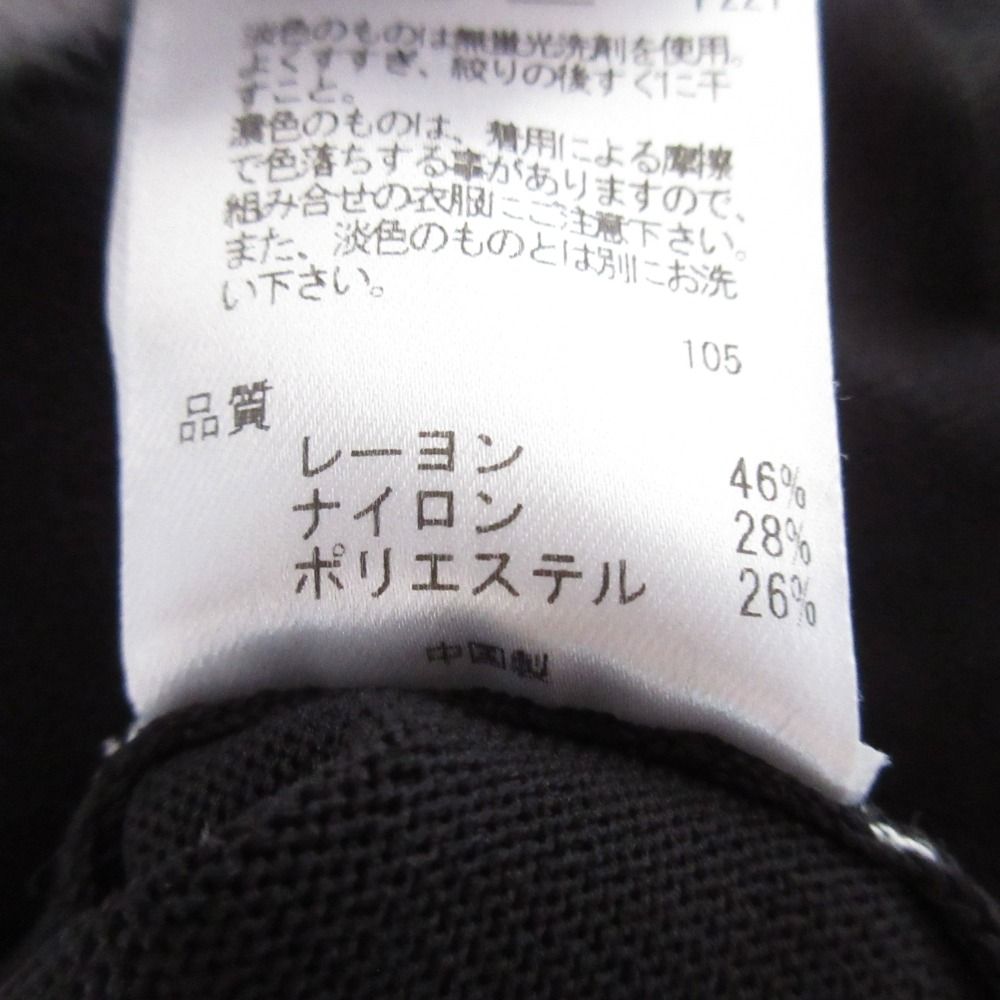 淡色のものは無蛍光洗剤を使用。
よくすすぎ、絞りの後すぐに干
すこと。
濃色のものは、着用による摩擦
で色落ちする事がありますので、
組み合せの衣服にご注意下さい。
また、淡色のものとは別にお洗
い下さい。
105
品質
レーヨン 46%
ナイロン 28%
ポリエステル 26%
中国製